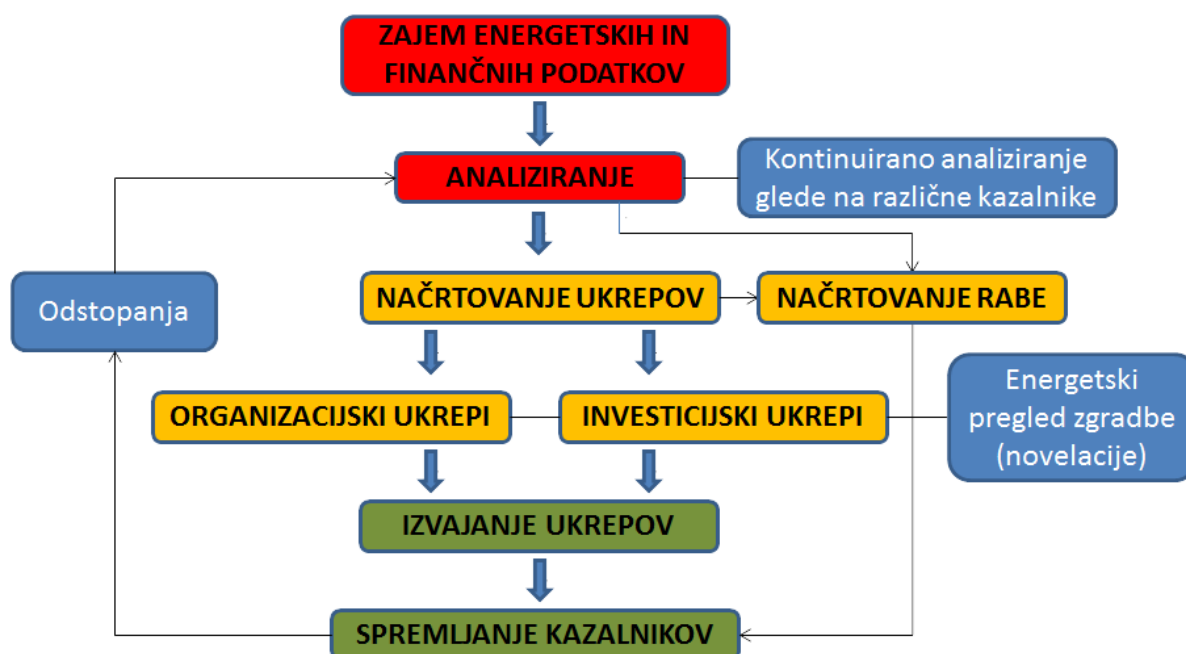 ZAJEM ENERGETSKIH IN
FINANČNIH PODATKOV
ANALIZIRANJE
Kontinuirano analiziranje
glede na različne kazalnike
Odstopanja
NAČRTOVANJE UKREPOV
NAČRTOVANJE RABE
ORGANIZACIJSKI UKREPI
INVESTICIJSKI UKREPI
Energetski
pregled zgradbe
(novelacije)
IZVAJANJE UKREPOV
SPREMLJANJE KAZALNIKOV